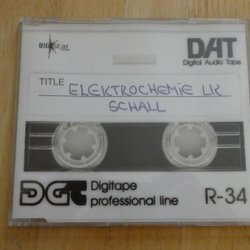 DAT
Digital Audio Tape
TITLE
ELEKTROCHEMIE LK
SCHALL
DGT
Digitape
professional line
R-34